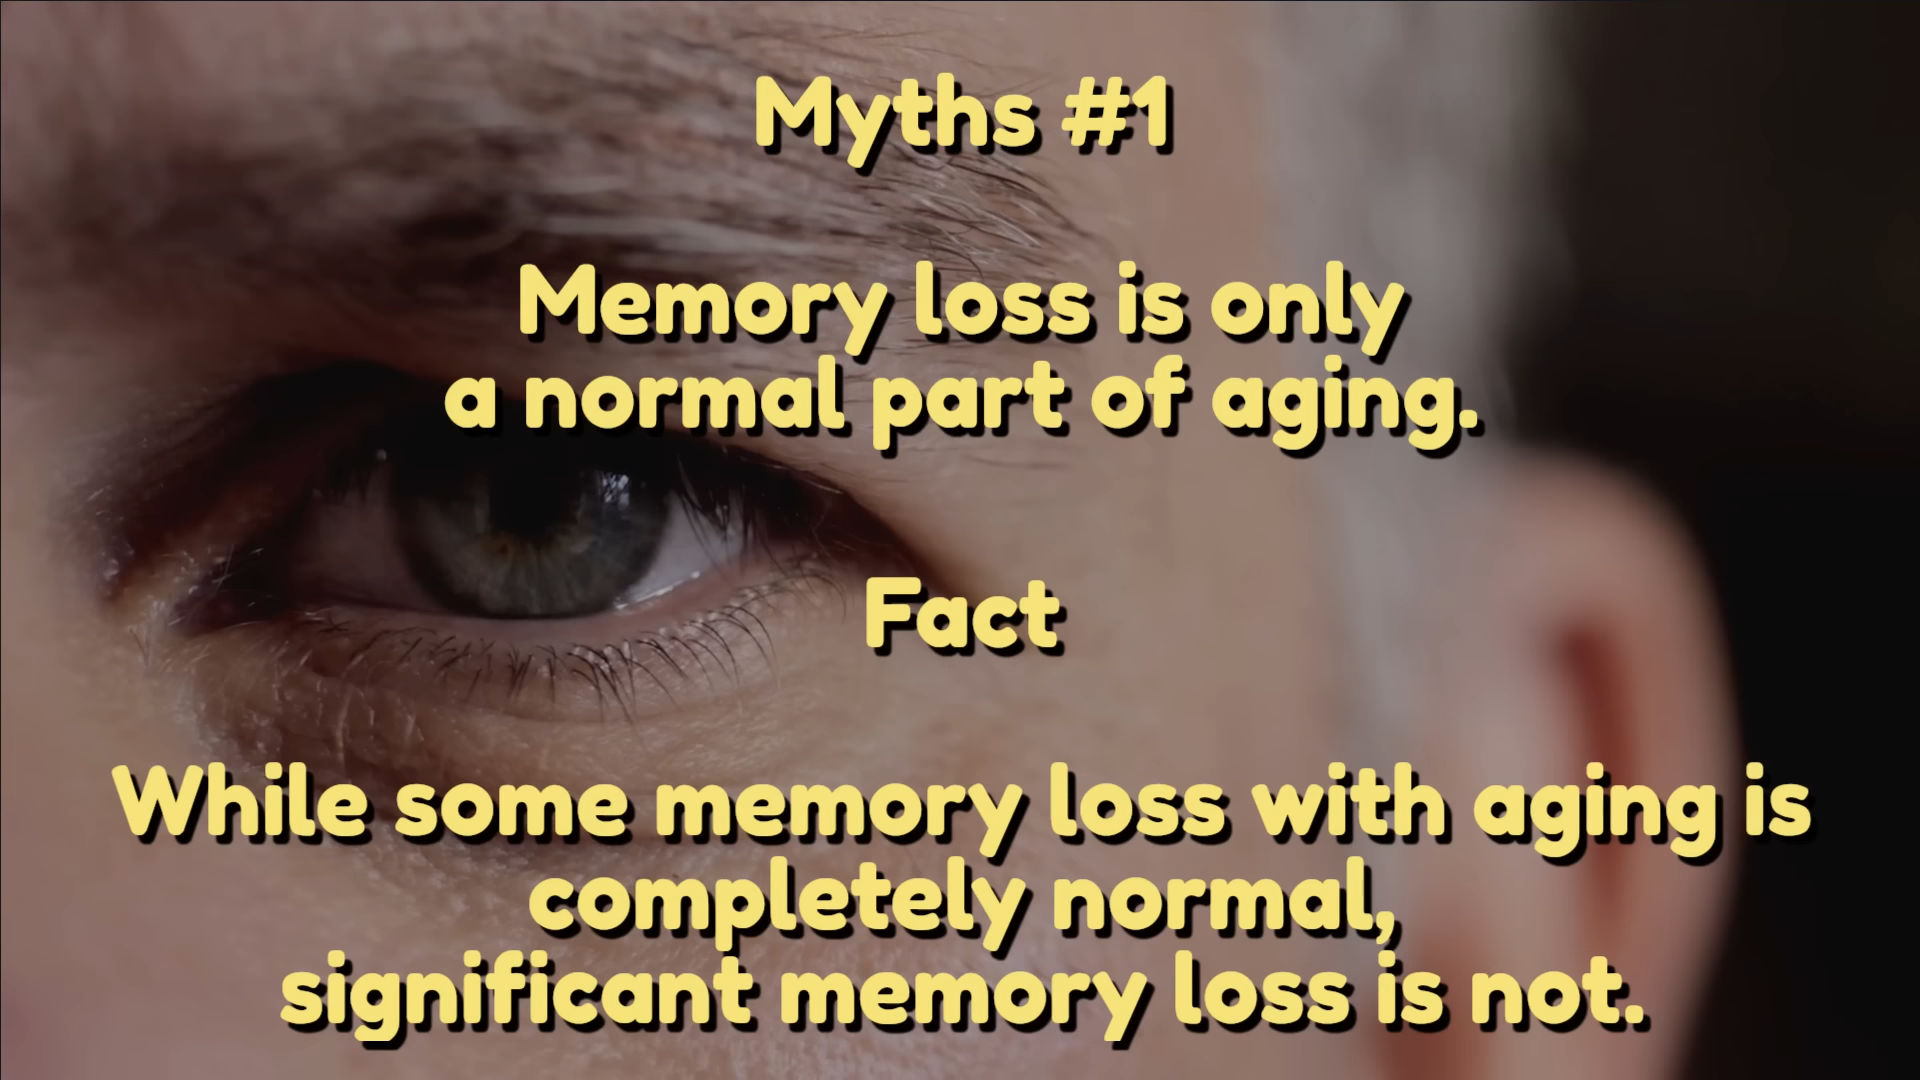 Myths #1
Memory loss is only
a normal part of aging.
Fact
While some memory loss with aging is
completely normal,
significant memory loss is not.